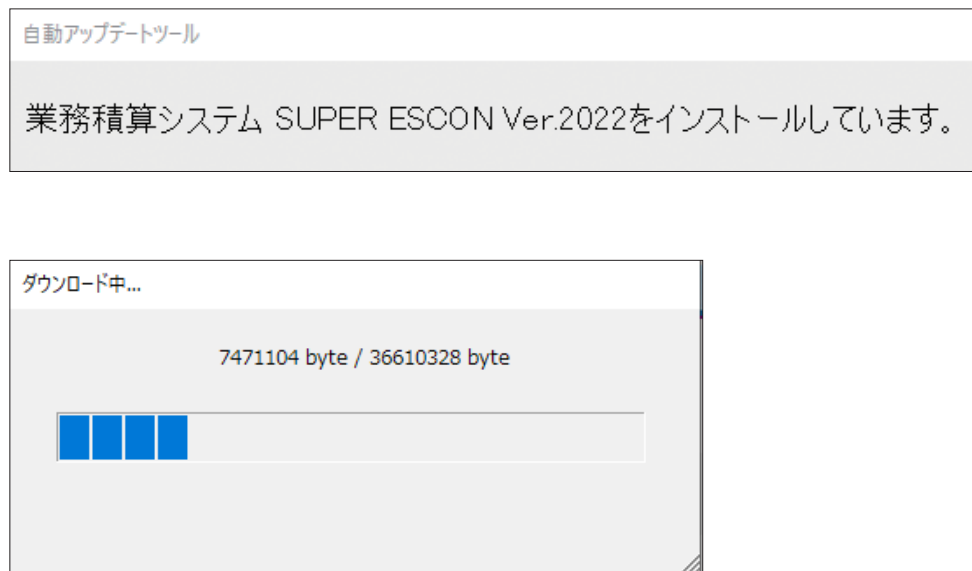 自動アップデートツール
業務積算システム SUPER ESCON Ver.2022をインストールしています。
ダウンロード中...
7471104 byte / 36610328 byte